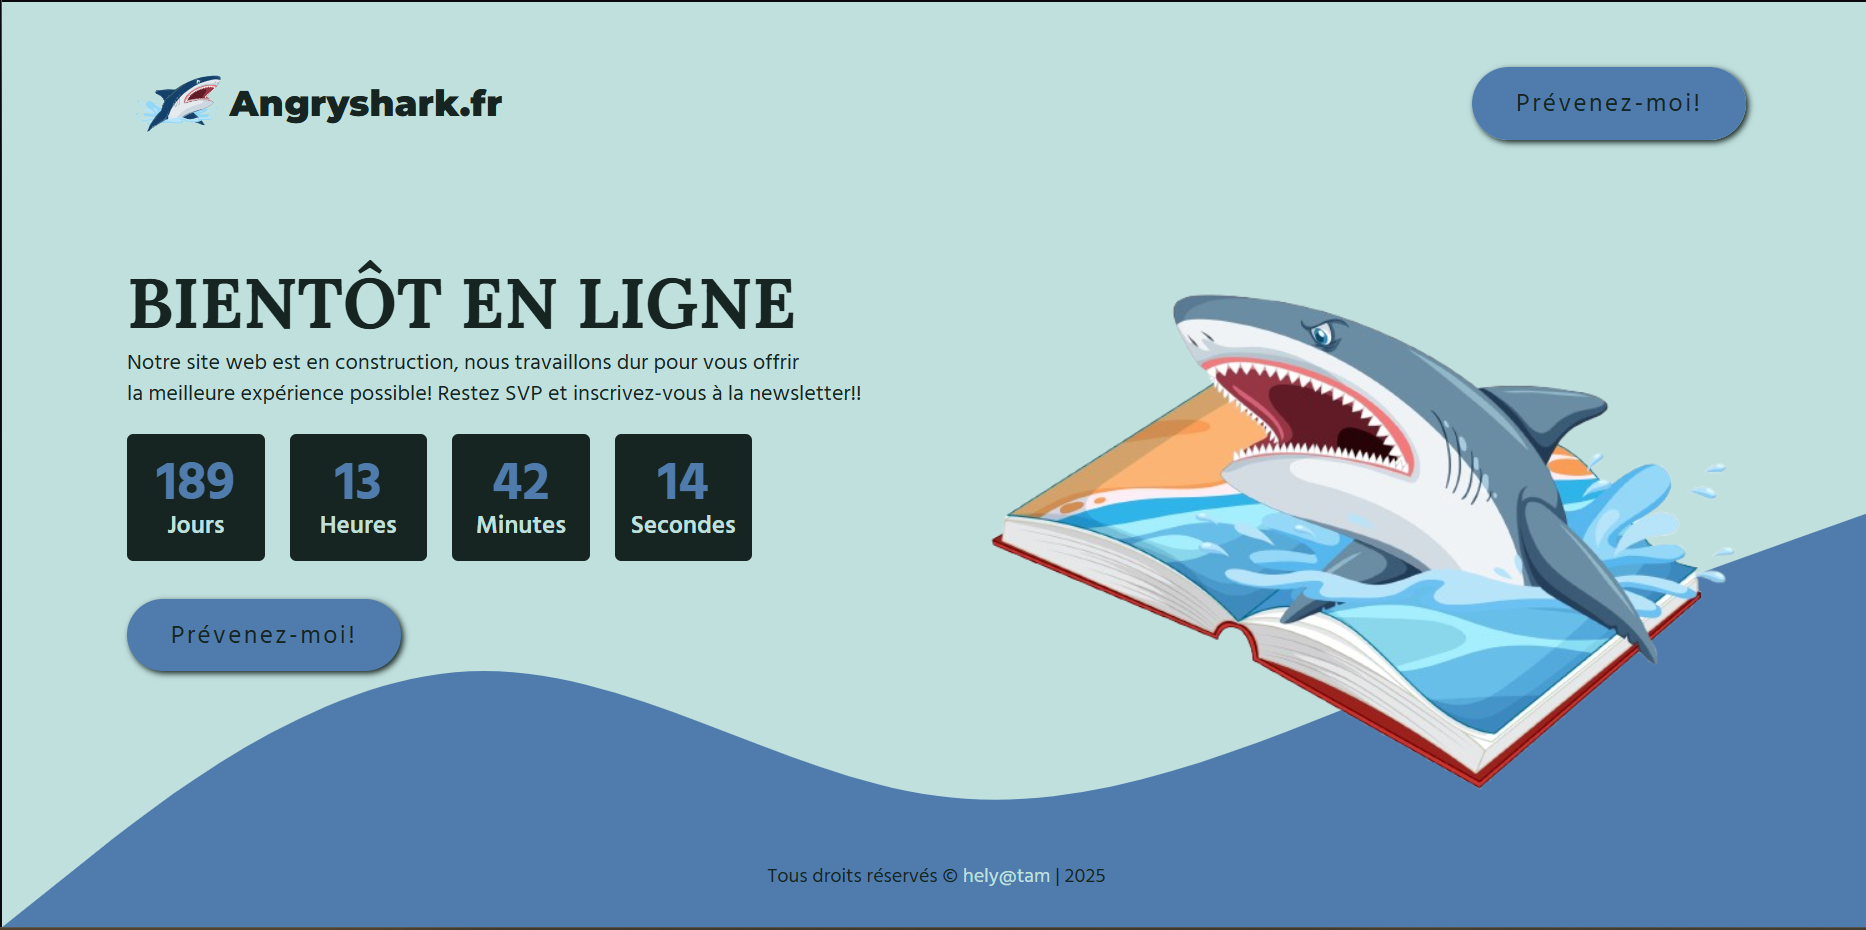 Angryshark.fr
Prévenez-moi!
BIENTÔT EN LIGNE
Notre site web est en construction, nous travaillons dur pour vous offrir
la meilleure expérience possible! Restez SVP et inscrivez-vous à la newsletter!!
189 13 42 14
Jours Heures Minutes Secondes
Prévenez-moi!
Tous droits réservés © hely@tam | 2025